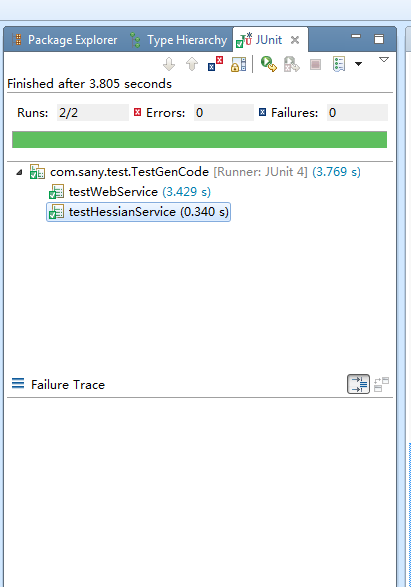 Package Explorer Type Hierarchy JUnit
Finished after 3.805 seconds
Runs: 2/2 Errors: 0 Failures: 0
com.sany.test.TestGenCode [Runner: JUnit 4] (3.769 s)
testWebService (3.429 s)
testHessianService (0.340 s)
Failure Trace